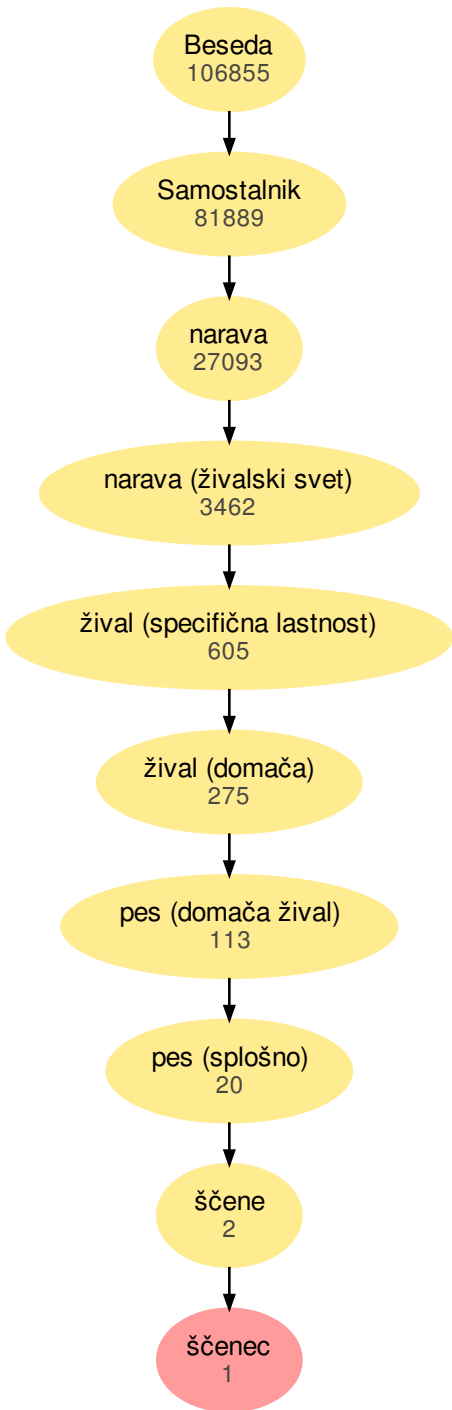 Beseda
106855
Samostalnik
81889
narava
27093
narava (živalski svet)
3462
žival (specifična lastnost)
605
žival (domača)
275
pes (domača žival)
113
pes (splošno)
20
ščene
2
ščenec
1